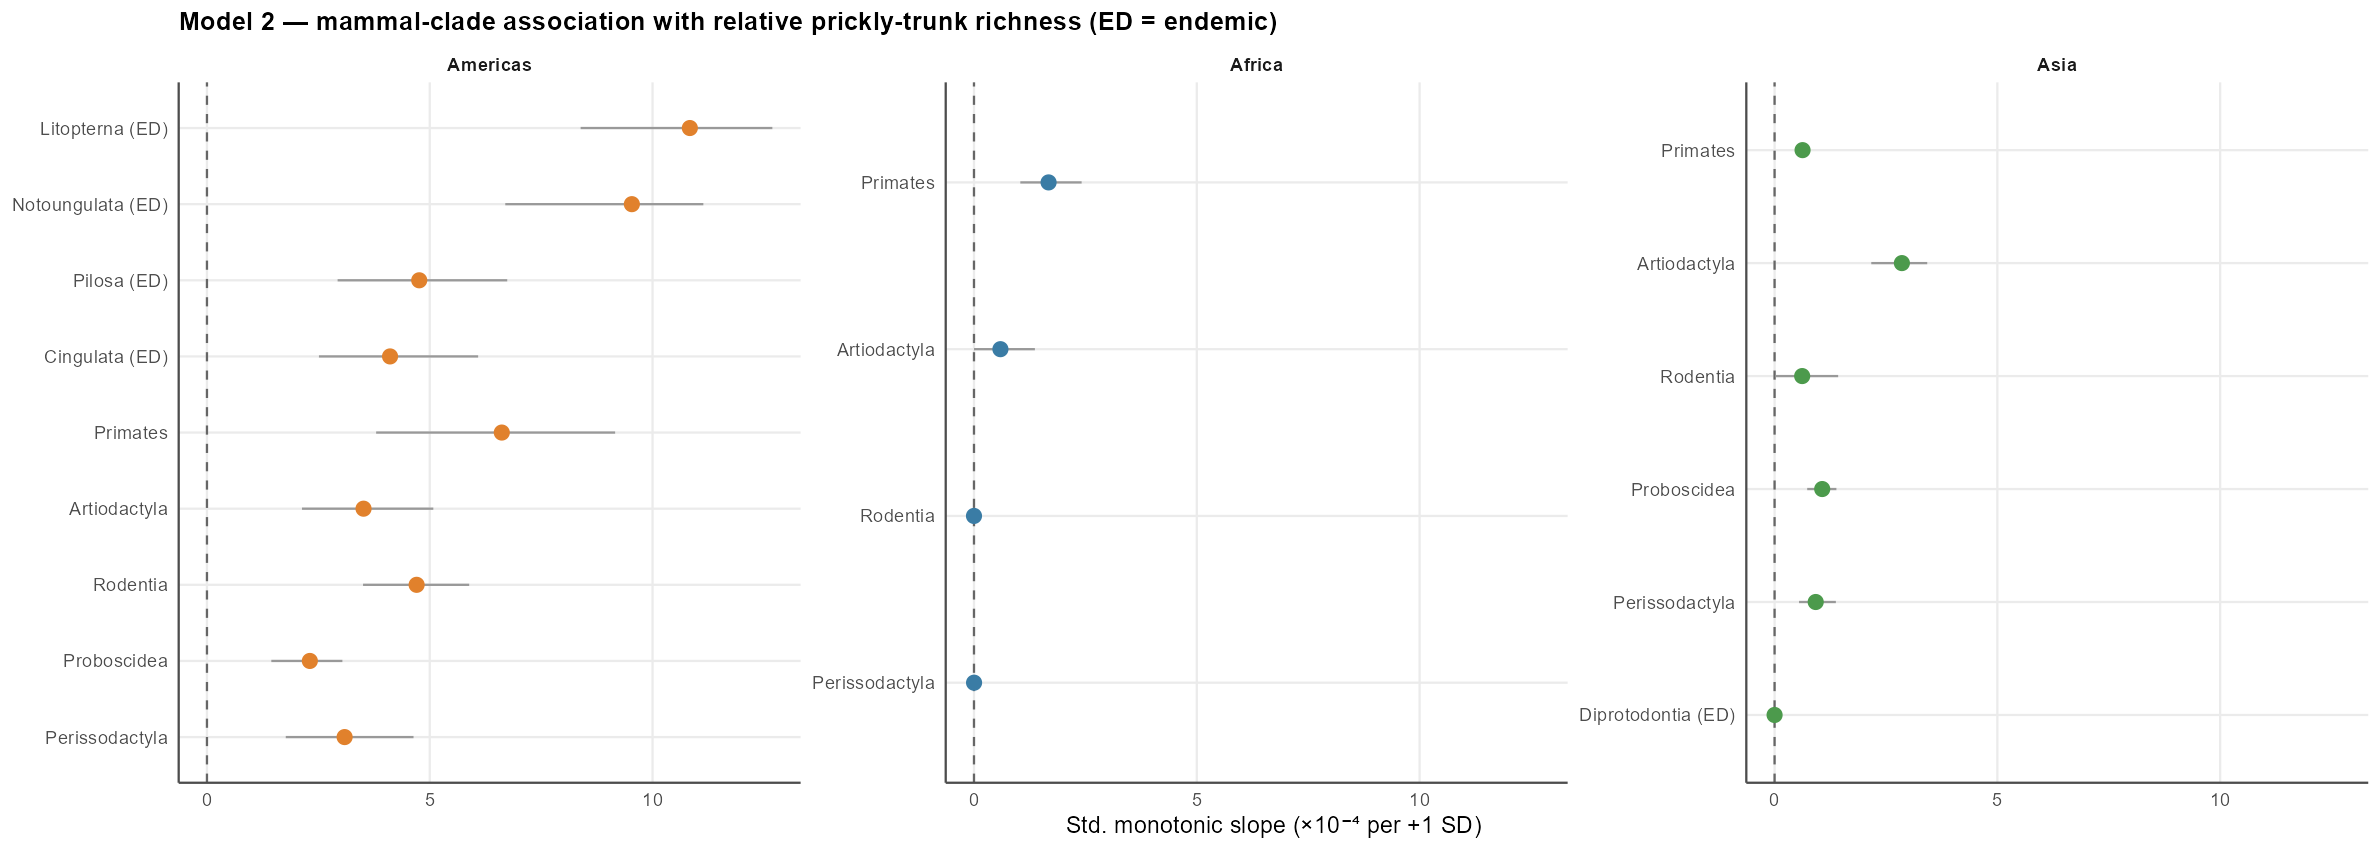 Model 2 — mammal-clade association with relative prickly-trunk richness (ED = endemic)
Americas
Litopterna (ED)
Notoungulata (ED)
Pilosa (ED)
Cingulata (ED)
Primates
Artiodactyla
Rodentia
Proboscidea
Perissodactyla
0 5 10
Africa
Primates
Artiodactyla
Rodentia
Perissodactyla
0 5 10
Asia
Primates
Artiodactyla
Rodentia
Proboscidea
Perissodactyla
Diprotodontia (ED)
0 5 10
Std. monotonic slope (×10⁻⁴ per +1 SD)